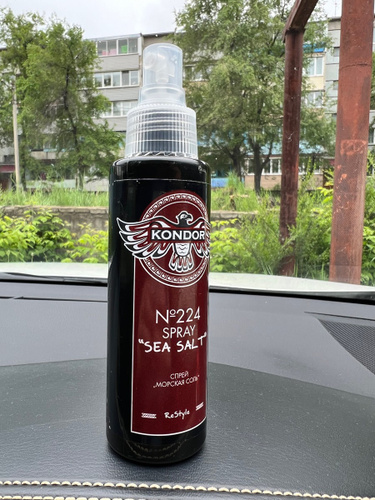 KONDOR
№224
SPRAY
"SEA SALT"
СПРЕЙ
„МОРСКАЯ СОЛЬ"
ReStyle